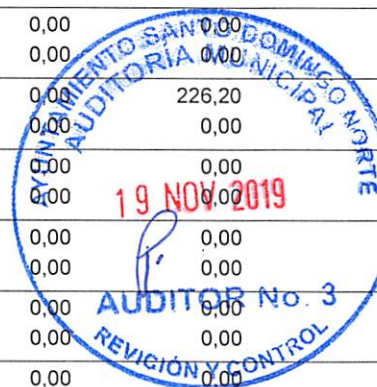 0,00 0,00
0,00 0,00
0,00 226,20
0,00 0,00
0,00 0,00
0,00 0,00
0,00 0,00
0,00 0,00
0,00 0,00
0,00 0,00
0,00 0,00
AYUNTAMIENTO SANTO DOMINGO NORTE
AUDITORÍA MUNICIPAL
19 NOV 2019
AUDITOR No. 3
REVICIÓN Y CONTROL